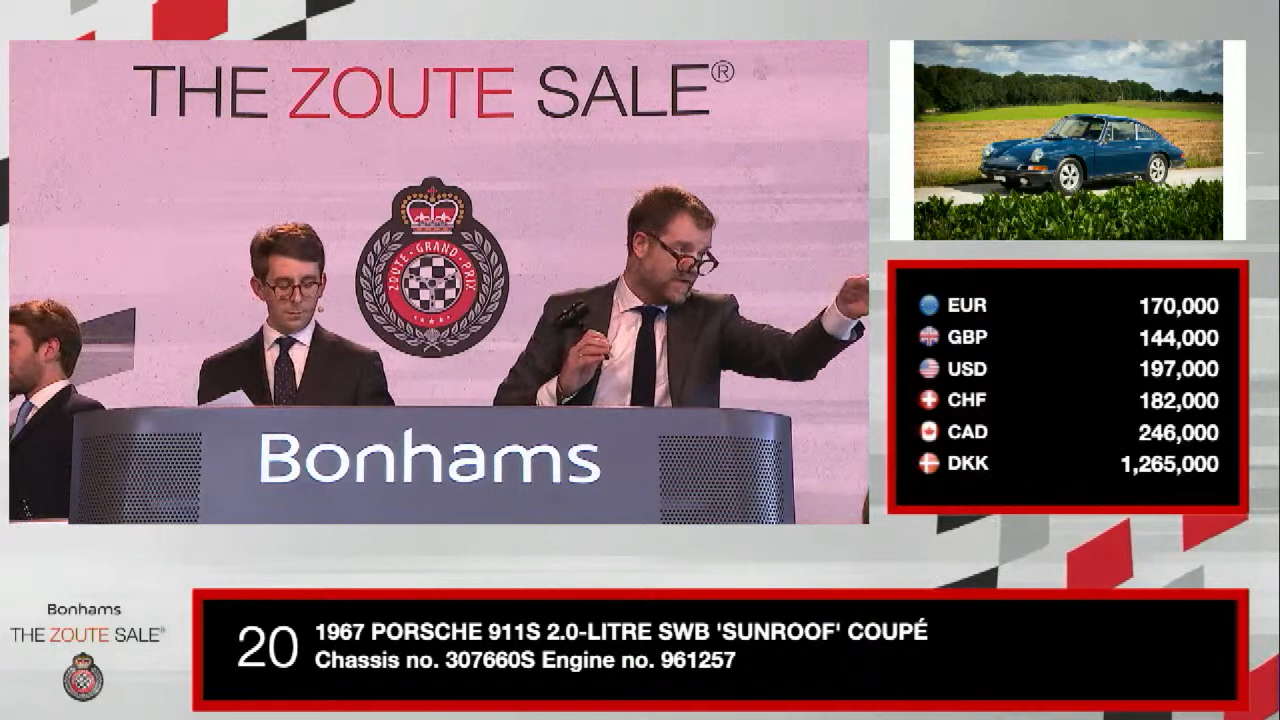 THE ZOUTE SALE®
ZOUTE · GRAND · PRIX
Bonhams
EUR 170,000
GBP 144,000
USD 197,000
CHF 182,000
CAD 246,000
DKK 1,265,000
Bonhams
THE ZOUTE SALE®
20
1967 PORSCHE 911S 2.0-LITRE SWB 'SUNROOF' COUPÉ
Chassis no. 307660S Engine no. 961257